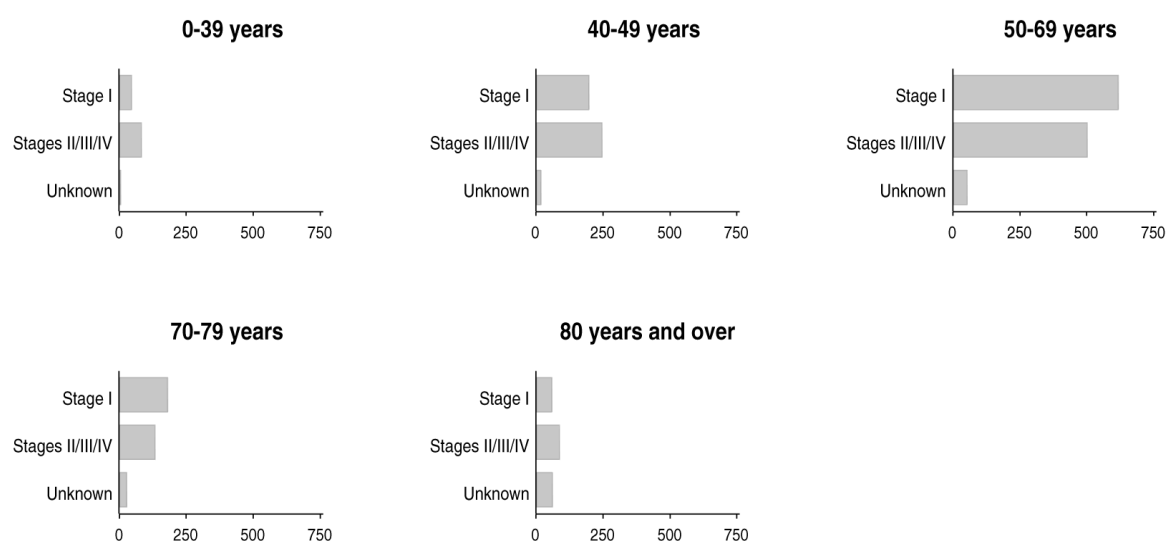 0-39 years
Stage I
Stages II/III/IV
Unknown
0 250 500 750
40-49 years
Stage I
Stages II/III/IV
Unknown
0 250 500 750
50-69 years
Stage I
Stages II/III/IV
Unknown
0 250 500 750
70-79 years
Stage I
Stages II/III/IV
Unknown
0 250 500 750
80 years and over
Stage I
Stages II/III/IV
Unknown
0 250 500 750